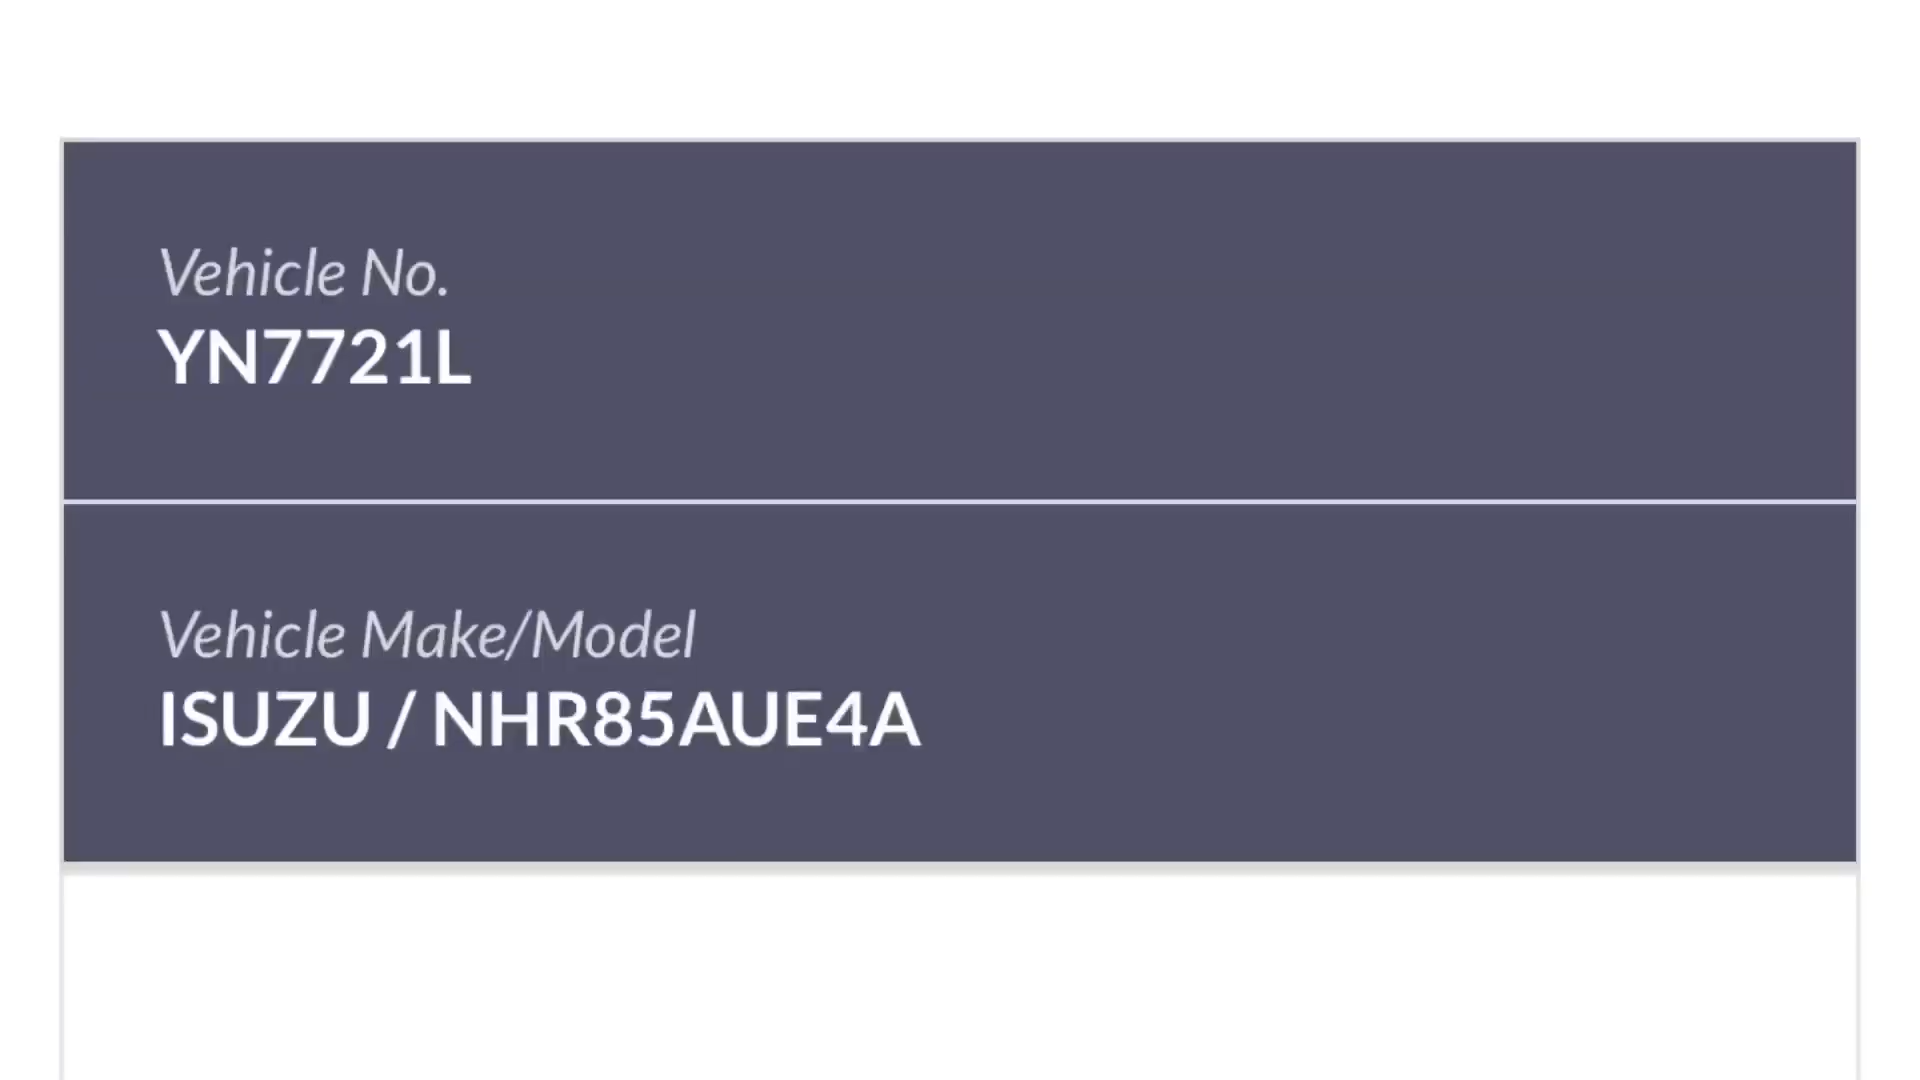 Vehicle No.
YN7721L
Vehicle Make/Model
ISUZU / NHR85AUE4A